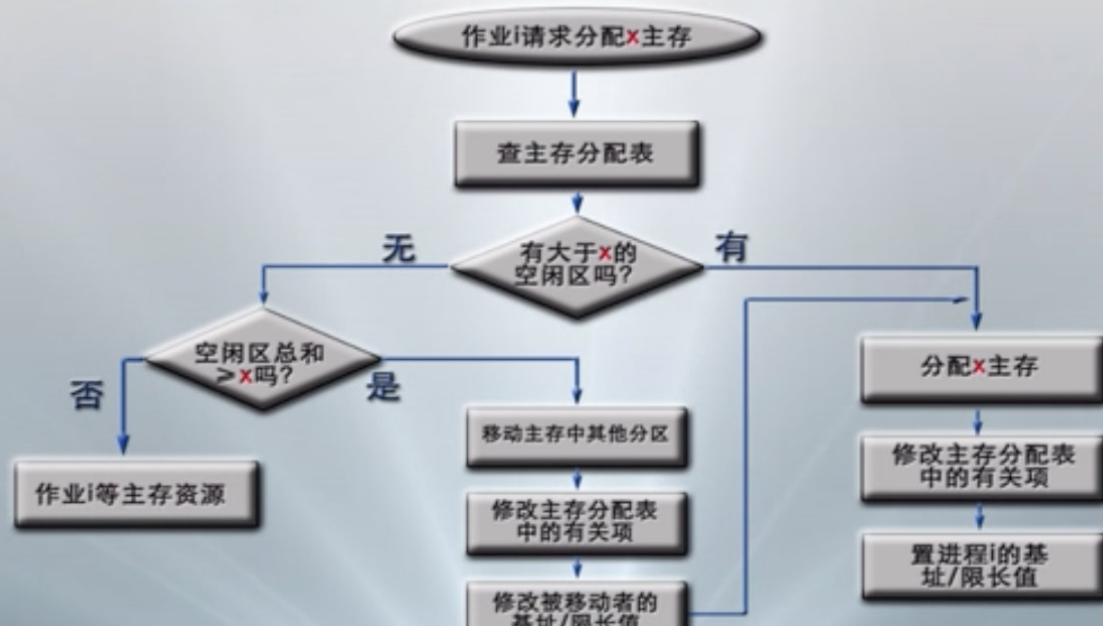 作业i请求分配x主存
查主存分配表
无
有大于x的
空闲区吗?
有
空闲区总和
≥x吗?
否
是
作业i等主存资源
移动主存中其他分区
修改主存分配表
中的有关项
修改被移动者的
基址/限长值
分配x主存
修改主存分配表
中的有关项
置进程i的基
址/限长值